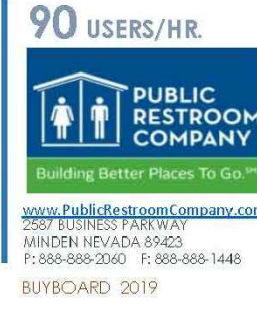 90 USERS/HR.
PUBLIC
RESTROOM
COMPANY
Building Better Places To Go.℠
www.PublicRestroomCompany.com
2587 BUSINESS PARKWAY
MINDEN NEVADA 89423
P: 888-888-2060 F: 888-888-1448
BUYBOARD 2019